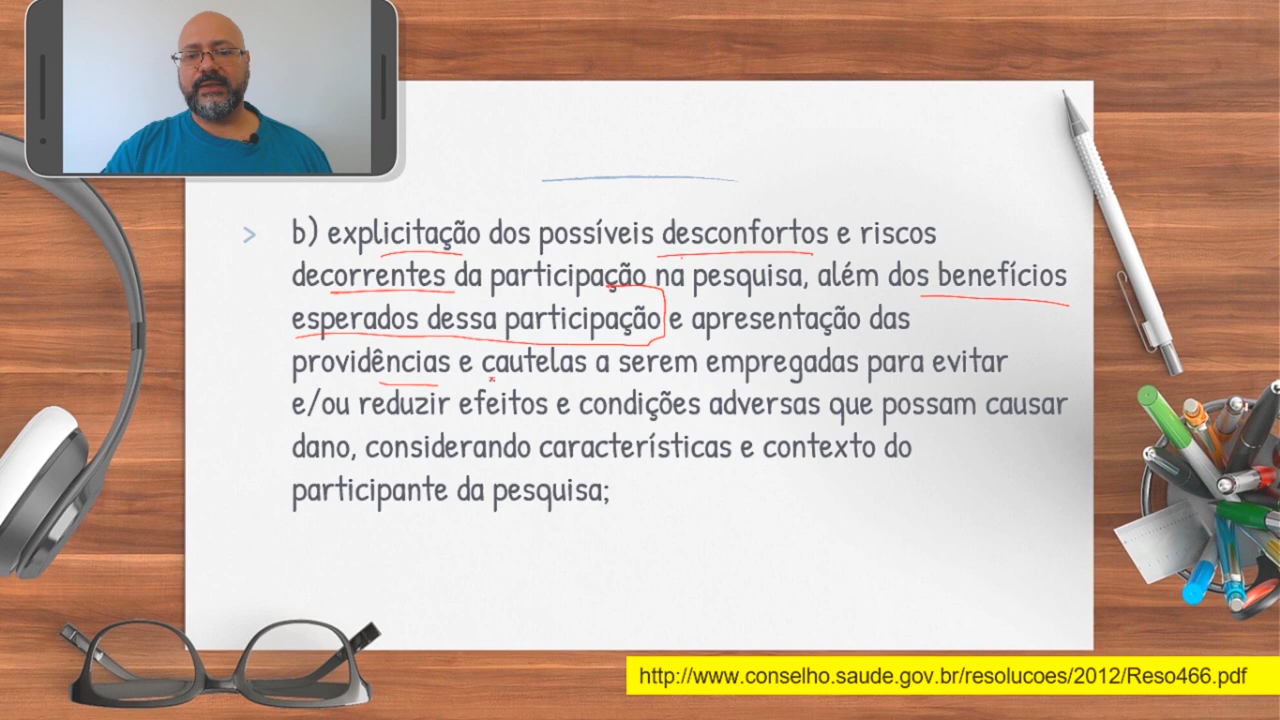 > b) explicitação dos possíveis desconfortos e riscos
decorrentes da participação na pesquisa, além dos benefícios
esperados dessa participação e apresentação das
providências e cautelas a serem empregadas para evitar
e/ou reduzir efeitos e condições adversas que possam causar
dano, considerando características e contexto do
participante da pesquisa;
http://www.conselho.saude.gov.br/resolucoes/2012/Reso466.pdf